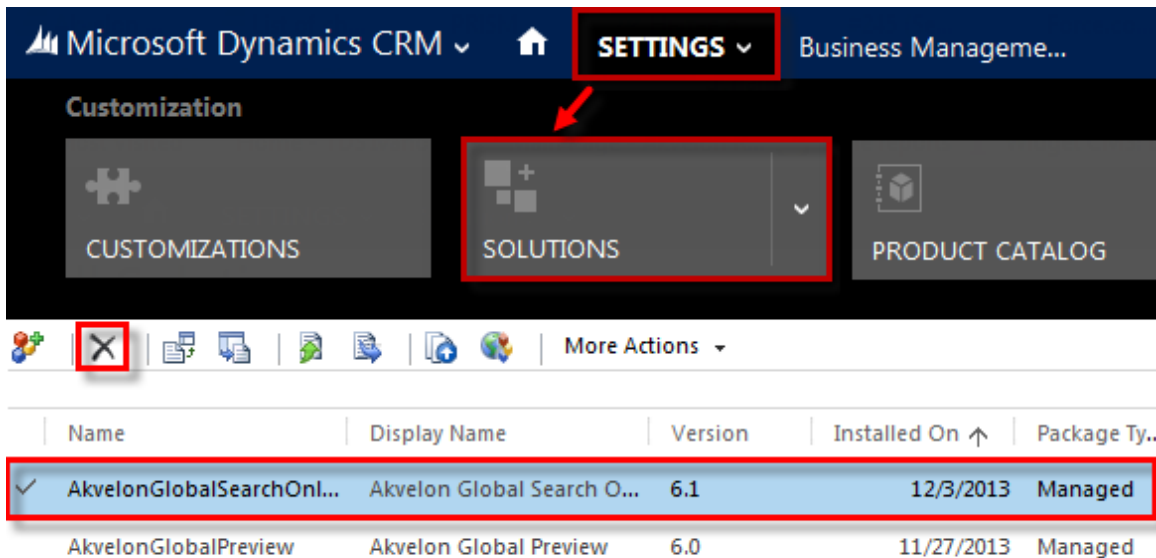 Microsoft Dynamics CRM SETTINGS Business Manageme...
Customization
CUSTOMIZATIONS SOLUTIONS PRODUCT CATALOG
More Actions
Name Display Name Version Installed On Package Ty..
AkvelonGlobalSearchOnl... Akvelon Global Search O... 6.1 12/3/2013 Managed
AkvelonGlobalPreview Akvelon Global Preview 6.0 11/27/2013 Managed